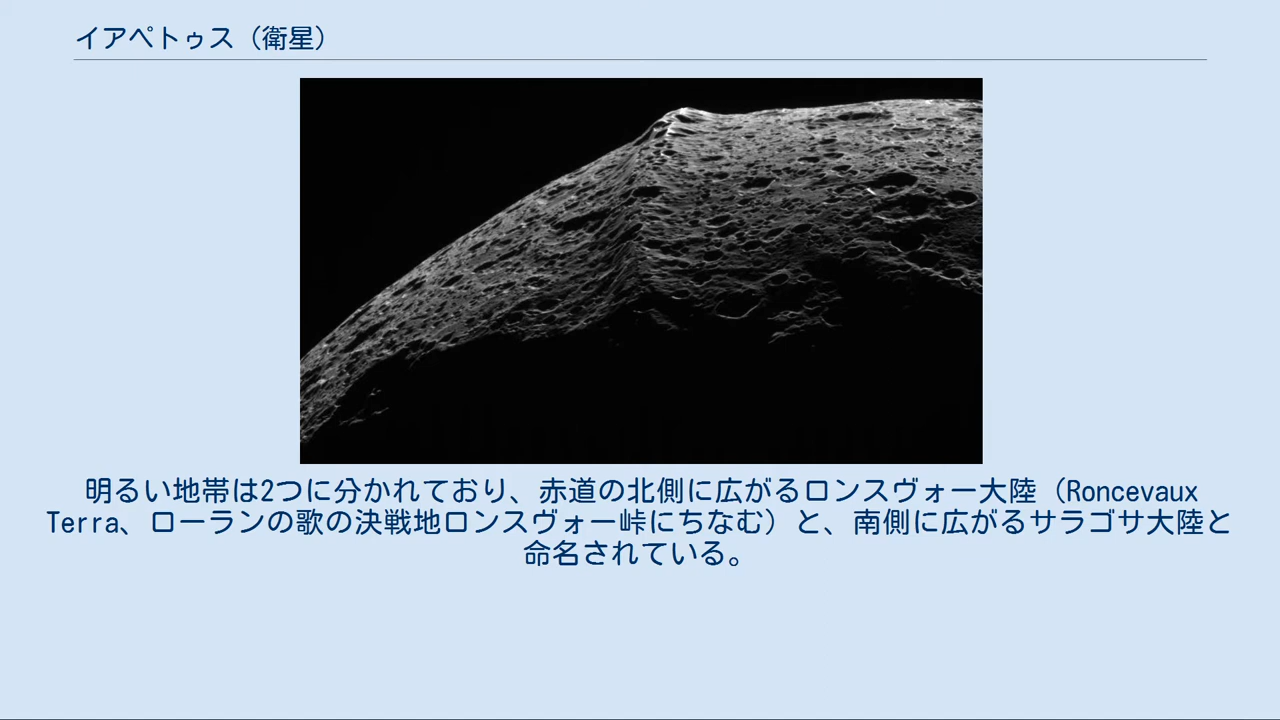 イアペトゥス（衛星）
明るい地帯は2つに分かれており、赤道の北側に広がるロンスヴォー大陸（Roncevaux
Terra、ローランの歌の決戦地ロンスヴォー峠にちなむ）と、南側に広がるサラゴサ大陸と
命名されている。